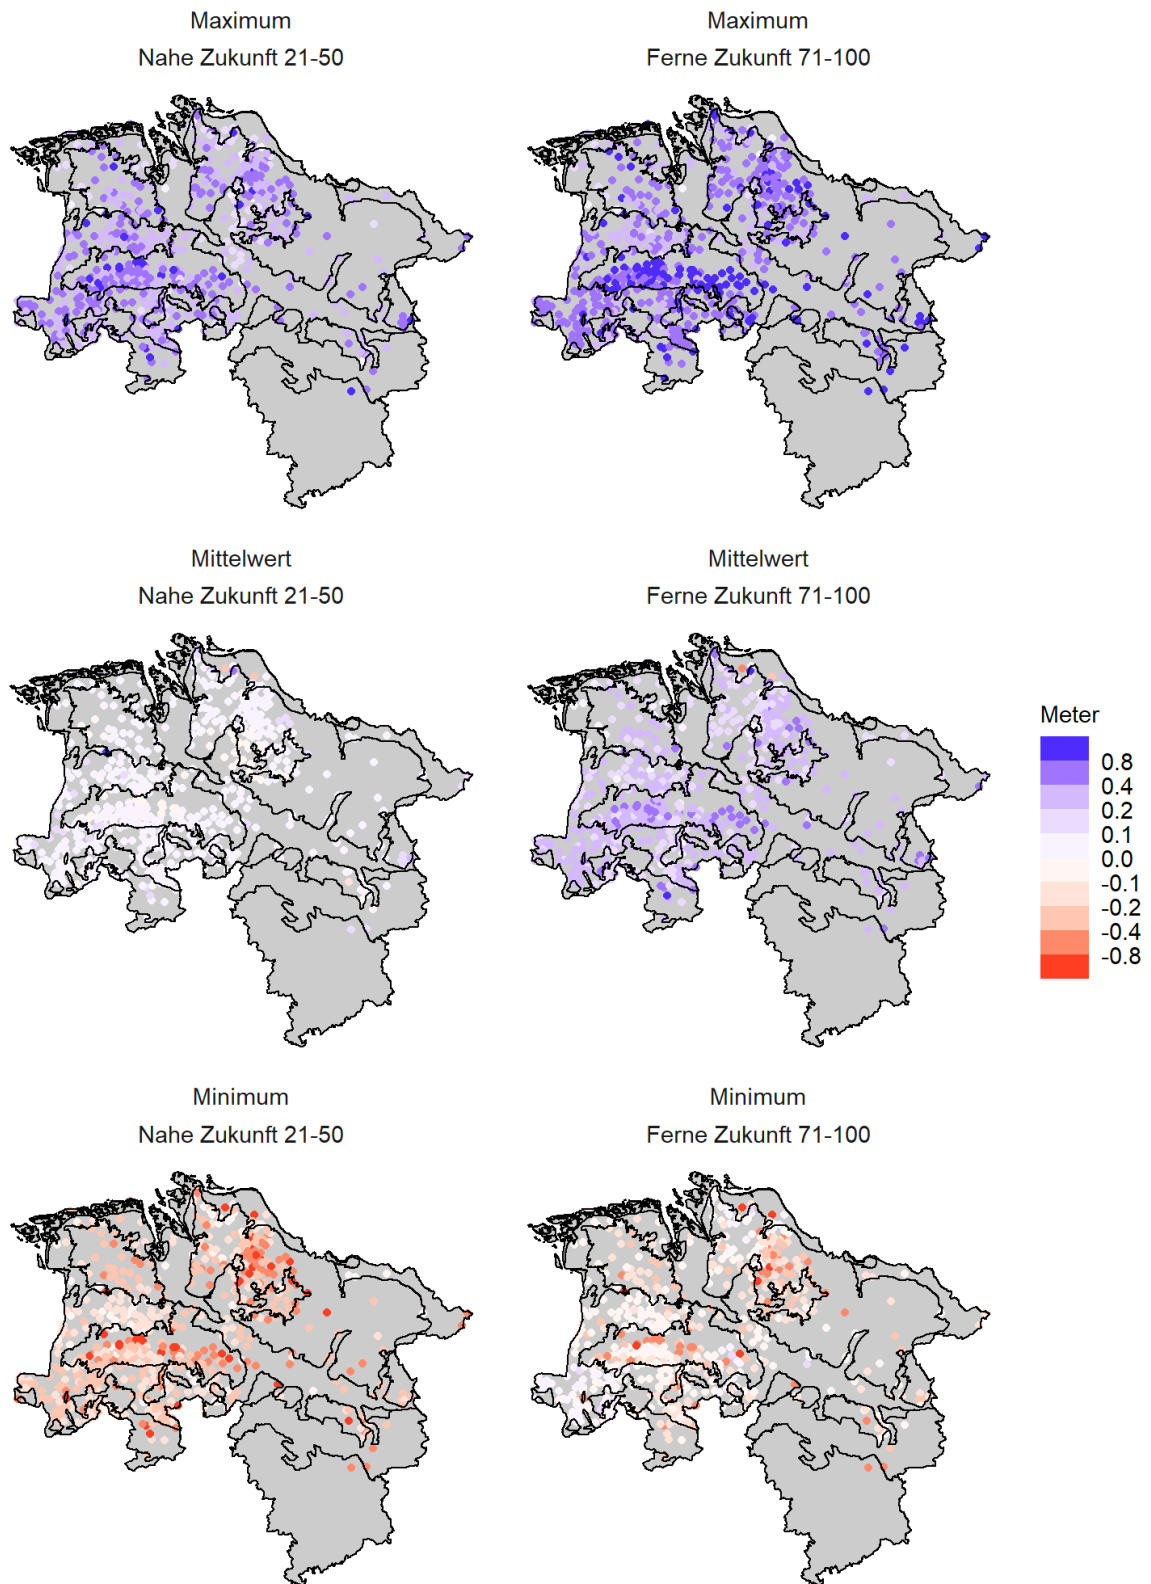 Maximum
Nahe Zukunft 21-50
Maximum
Ferne Zukunft 71-100
Mittelwert
Nahe Zukunft 21-50
Mittelwert
Ferne Zukunft 71-100
Meter
0.8
0.4
0.2
0.1
0.0
-0.1
-0.2
-0.4
-0.8
Minimum
Nahe Zukunft 21-50
Minimum
Ferne Zukunft 71-100